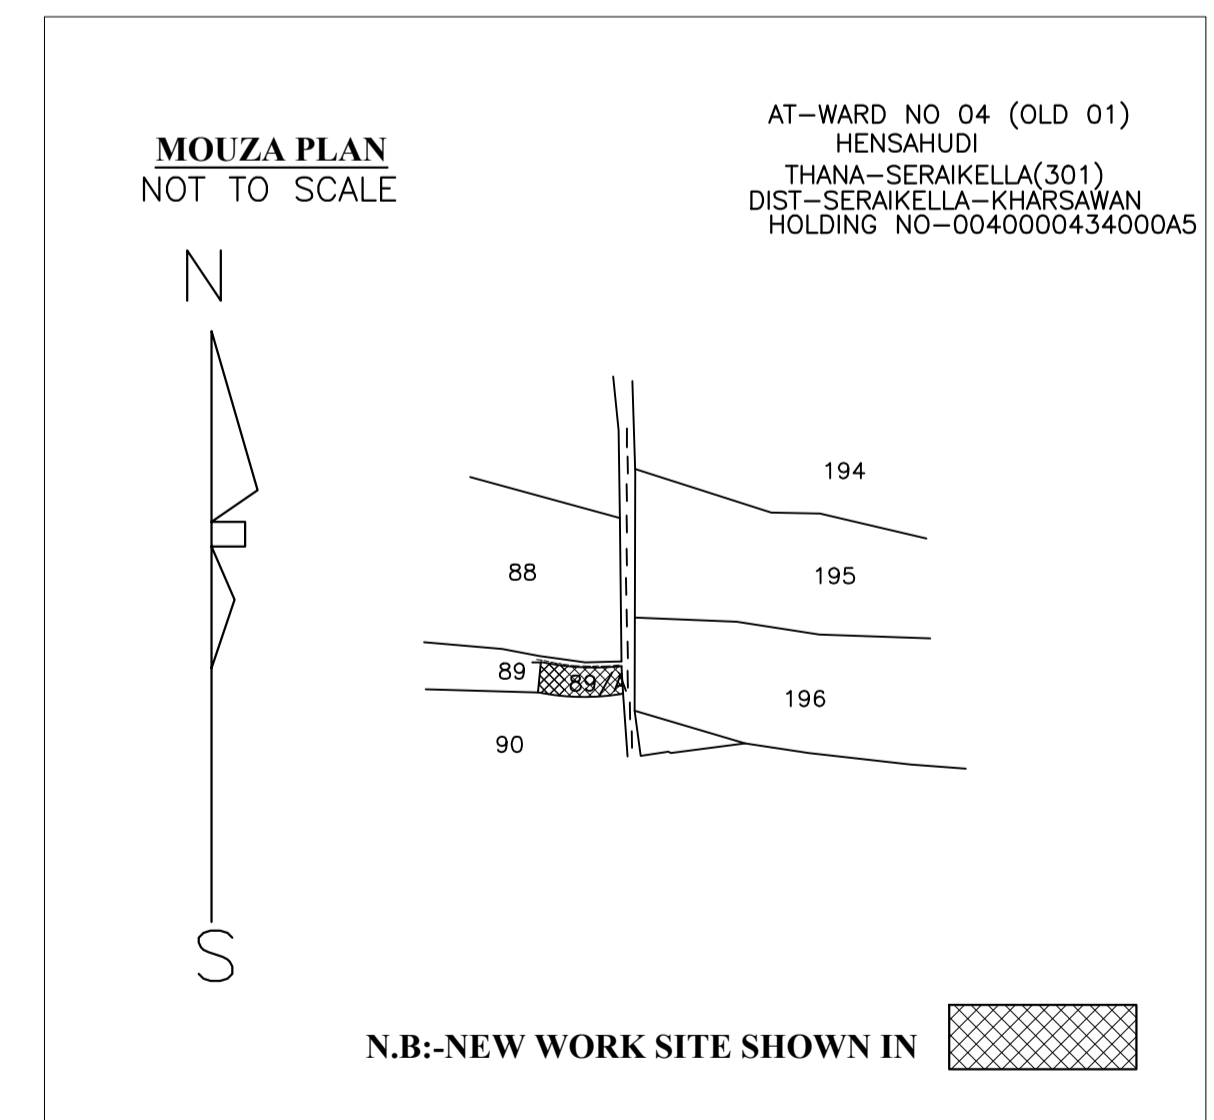 MOUZA PLAN
NOT TO SCALE
AT-WARD NO 04 (OLD 01)
HENSAHUDI
THANA-SERAIKELLA(301)
DIST-SERAIKELLA-KHARSAWAN
HOLDING NO-0040000434000A5
N
194
88
195
89
89/A
196
90
S
N.B:-NEW WORK SITE SHOWN IN